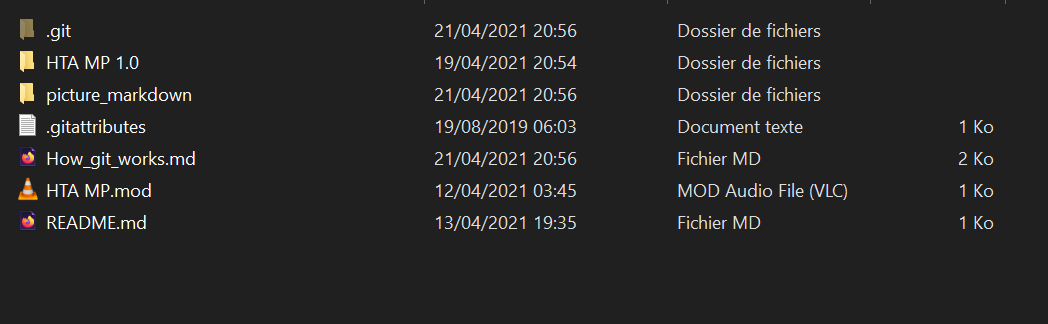 .git 21/04/2021 20:56 Dossier de fichiers
HTA MP 1.0 19/04/2021 20:54 Dossier de fichiers
picture_markdown 21/04/2021 20:56 Dossier de fichiers
.gitattributes 19/08/2019 06:03 Document texte 1 Ko
How_git_works.md 21/04/2021 20:56 Fichier MD 2 Ko
HTA MP.mod 12/04/2021 03:45 MOD Audio File (VLC) 1 Ko
README.md 13/04/2021 19:35 Fichier MD 1 Ko